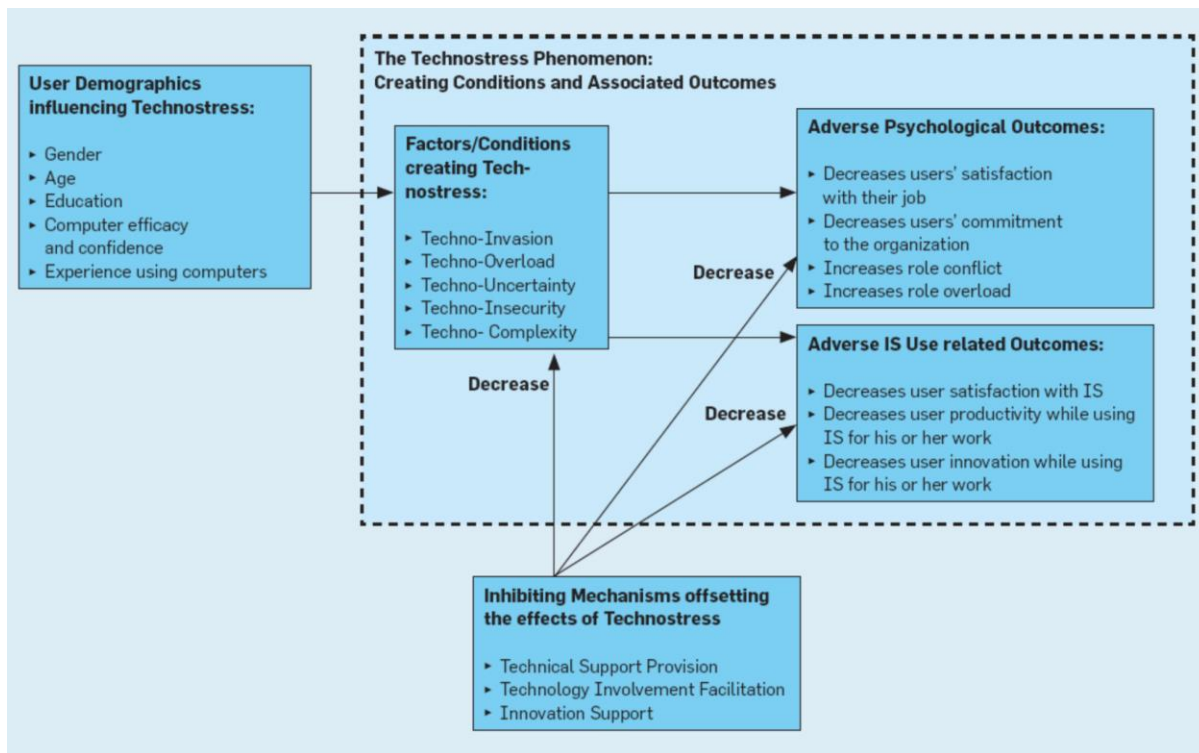 The Technostress Phenomenon:
Creating Conditions and Associated Outcomes
User Demographics
influencing Technostress:
▸ Gender
▸ Age
▸ Education
▸ Computer efficacy
and confidence
▸ Experience using computers
Factors/Conditions
creating Tech-
nostress:
▸ Techno-Invasion
▸ Techno-Overload
▸ Techno-Uncertainty
▸ Techno-Insecurity
▸ Techno- Complexity
Adverse Psychological Outcomes:
▸ Decreases users' satisfaction
with their job
▸ Decreases users' commitment
to the organization
▸ Increases role conflict
▸ Increases role overload
Decrease
Adverse IS Use related Outcomes:
▸ Decreases user satisfaction with IS
▸ Decreases user productivity while using
IS for his or her work
▸ Decreases user innovation while using
IS for his or her work
Decrease
Decrease
Inhibiting Mechanisms offsetting
the effects of Technostress
▸ Technical Support Provision
▸ Technology Involvement Facilitation
▸ Innovation Support